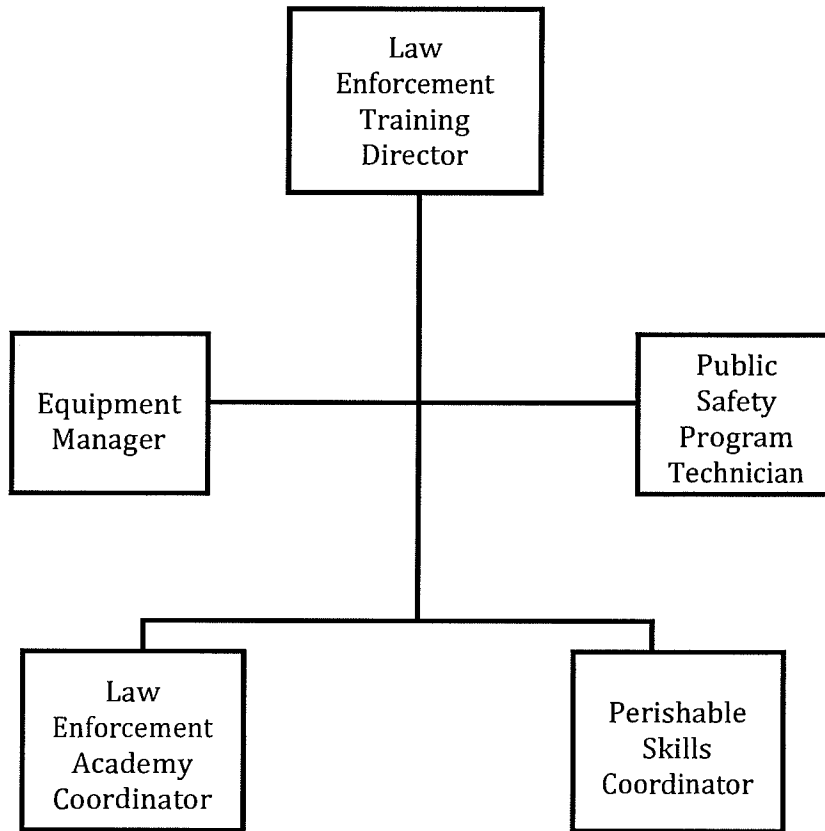 Law
Enforcement
Training
Director
Equipment
Manager
Public
Safety
Program
Technician
Law
Enforcement
Academy
Coordinator
Perishable
Skills
Coordinator